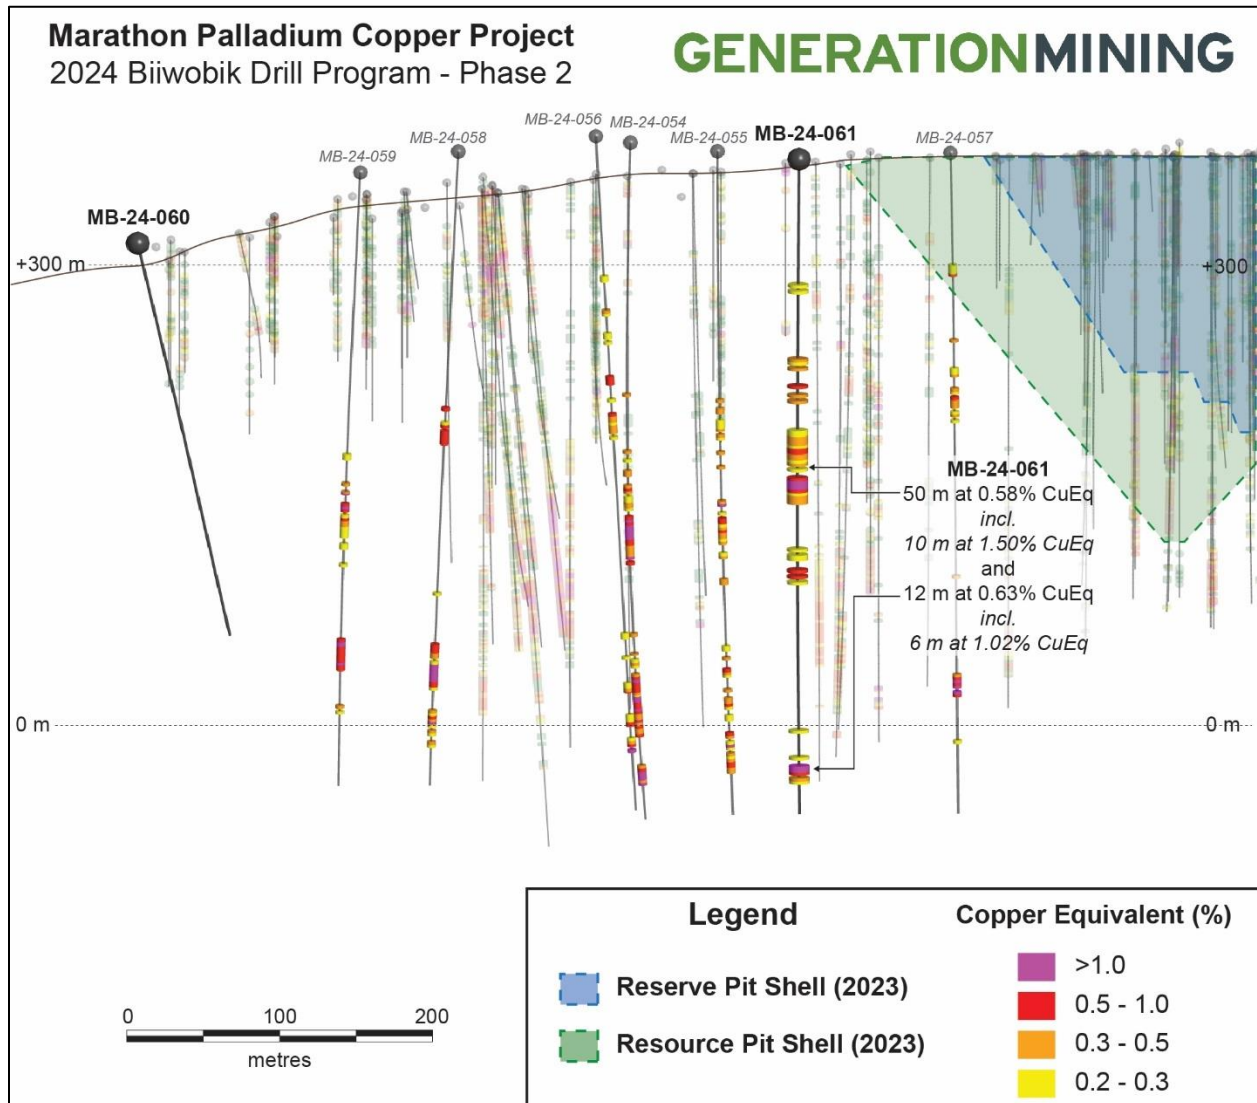 Marathon Palladium Copper Project
2024 Biiwobik Drill Program - Phase 2
GENERATIONMINING
MB-24-056
MB-24-054
MB-24-058
MB-24-055
MB-24-061
MB-24-057
MB-24-059
MB-24-060
+300 m
+300
MB-24-061
50 m at 0.58% CuEq
incl.
10 m at 1.50% CuEq
and
12 m at 0.63% CuEq
incl.
6 m at 1.02% CuEq
0 m
0 m
Legend
Reserve Pit Shell (2023)
Resource Pit Shell (2023)
Copper Equivalent (%)
>1.0
0.5 - 1.0
0.3 - 0.5
0.2 - 0.3
0 100 200
metres